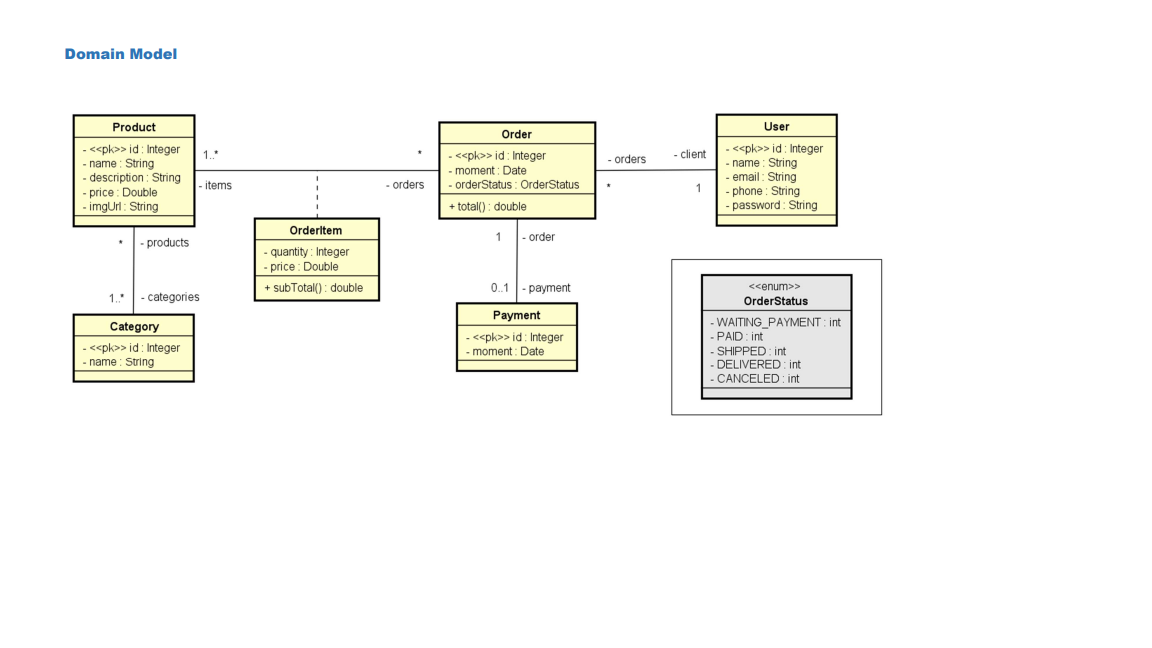 Domain Model
Product
- <<pk>> id : Integer
- name : String
- description : String
- price : Double
- imgUrl : String
1..*
- items
*
- orders
Order
- <<pk>> id : Integer
- moment : Date
- orderStatus : OrderStatus
+ total() : double
- orders
*
- client
1
User
- <<pk>> id : Integer
- name : String
- email : String
- phone : String
- password : String
OrderItem
- quantity : Integer
- price : Double
+ subTotal() : double
* - products
1..* - categories
Category
- <<pk>> id : Integer
- name : String
1 - order
0..1 - payment
Payment
- <<pk>> id : Integer
- moment : Date
<<enum>>
OrderStatus
- WAITING_PAYMENT : int
- PAID : int
- SHIPPED : int
- DELIVERED : int
- CANCELED : int